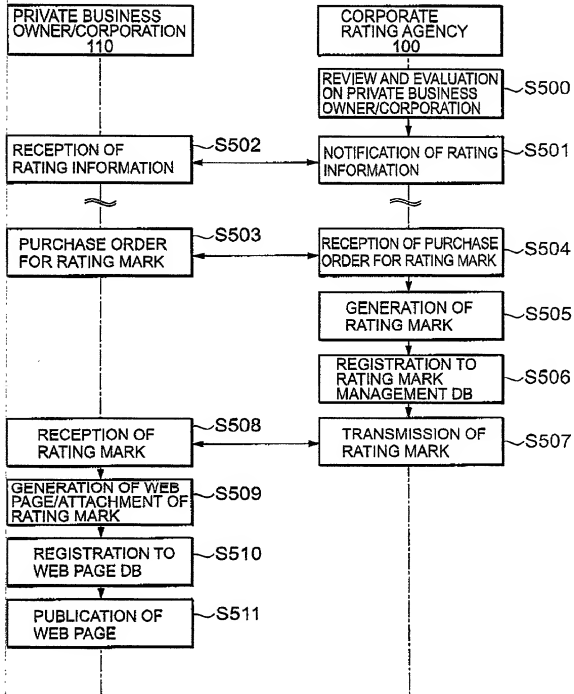 PRIVATE BUSINESS
OWNER/CORPORATION
110
CORPORATE
RATING AGENCY
100
REVIEW AND EVALUATION
ON PRIVATE BUSINESS
OWNER/CORPORATION
S500
RECEPTION OF
RATING INFORMATION
S502
NOTIFICATION OF RATING
INFORMATION
S501
PURCHASE ORDER
FOR RATING MARK
S503
RECEPTION OF PURCHASE
ORDER FOR RATING MARK
S504
GENERATION OF
RATING MARK
S505
REGISTRATION TO
RATING MARK
MANAGEMENT DB
S506
RECEPTION OF
RATING MARK
S508
TRANSMISSION OF
RATING MARK
S507
GENERATION OF WEB
PAGE/ATTACHMENT OF
RATING MARK
S509
REGISTRATION TO
WEB PAGE DB
S510
PUBLICATION OF
WEB PAGE
S511